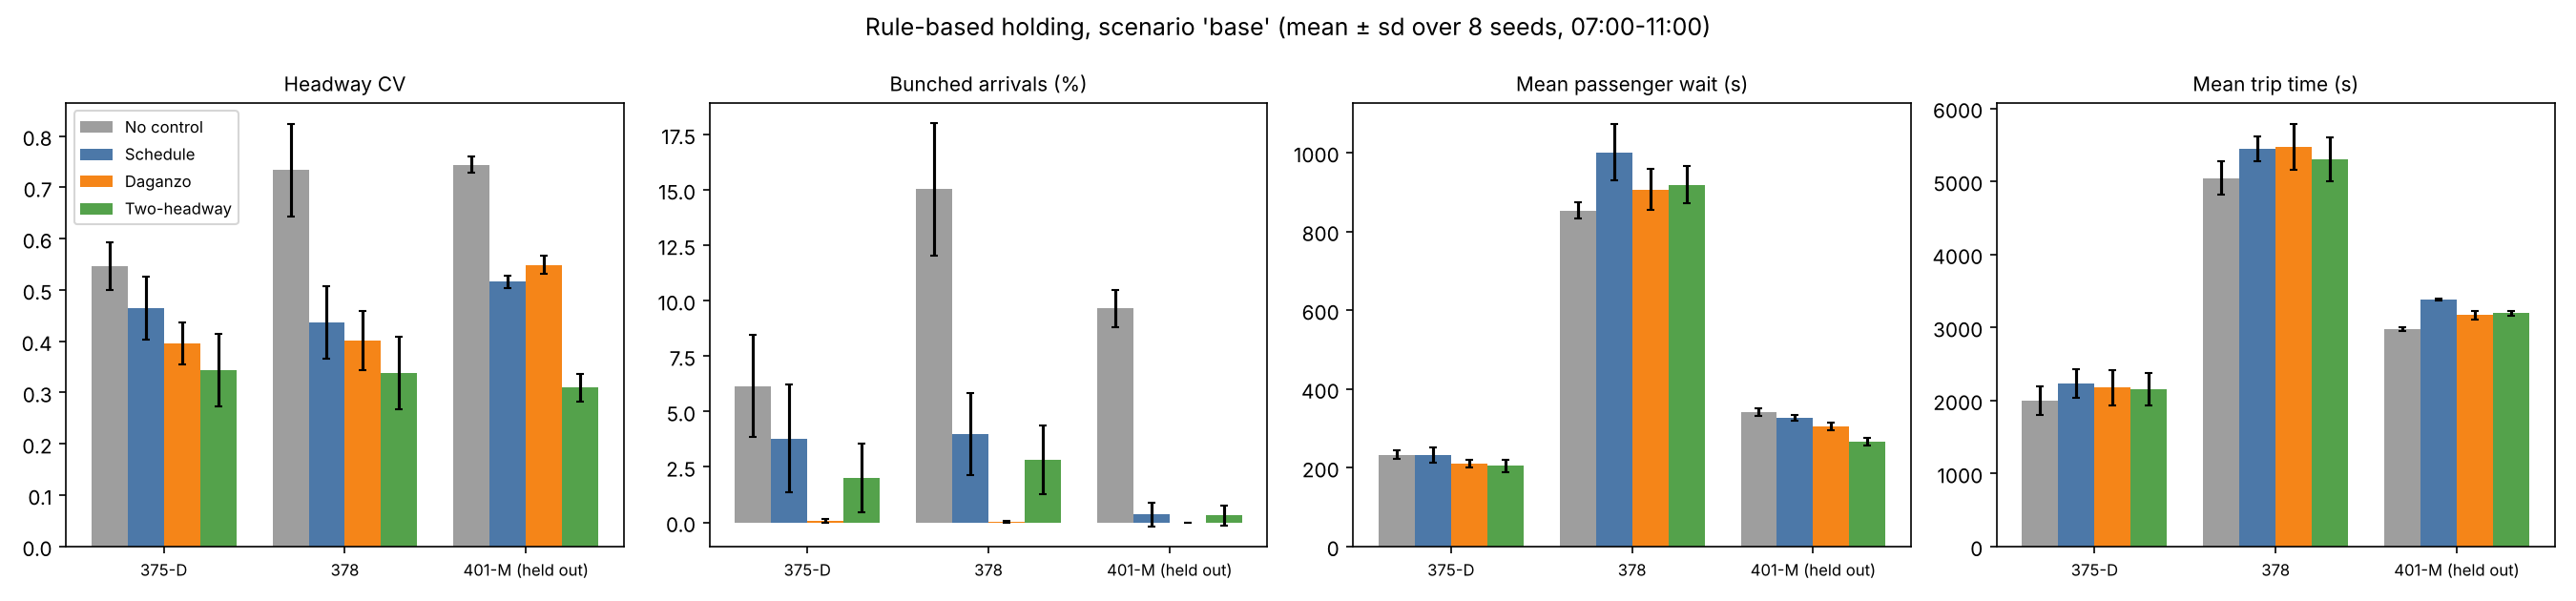 Rule-based holding, scenario 'base' (mean ± sd over 8 seeds, 07:00-11:00)
Headway CV
0.8
0.7
0.6
0.5
0.4
0.3
0.2
0.1
0.0
No control
Schedule
Daganzo
Two-headway
375-D
378
401-M (held out)
Bunched arrivals (%)
17.5
15.0
12.5
10.0
7.5
5.0
2.5
0.0
375-D
378
401-M (held out)
Mean passenger wait (s)
1000
800
600
400
200
0
375-D
378
401-M (held out)
Mean trip time (s)
6000
5000
4000
3000
2000
1000
0
375-D
378
401-M (held out)